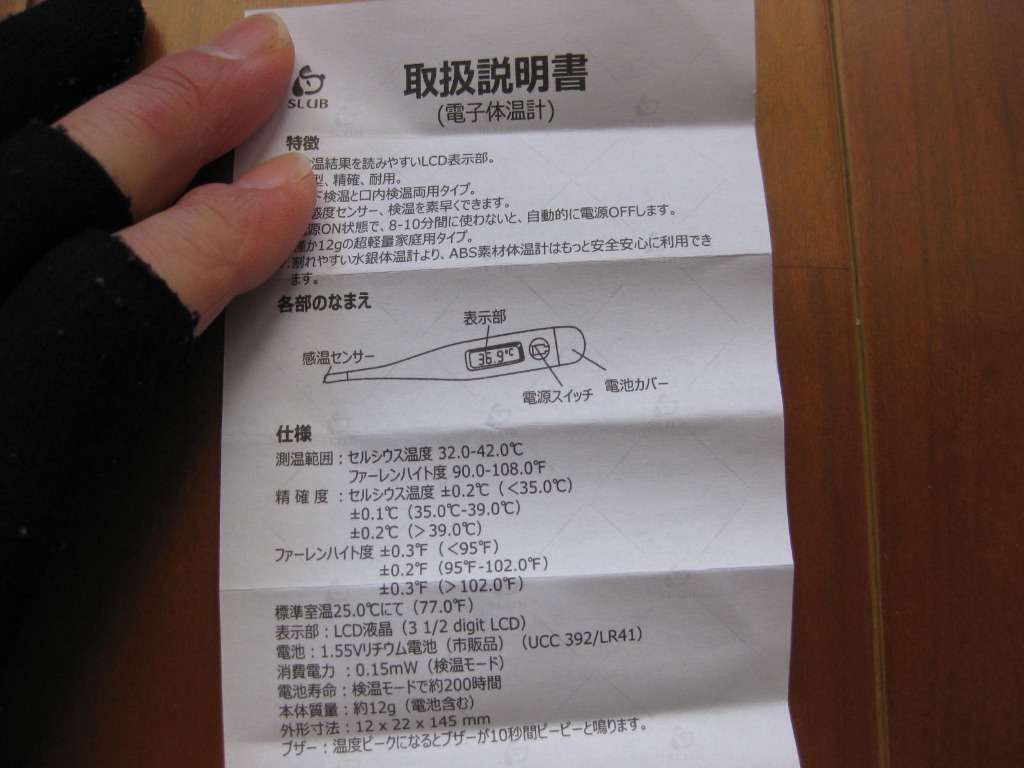 SLUB
取扱説明書
(電子体温計)
特徴
温結果を読みやすいLCD表示部。
型、精確、耐用。
下検温と口内検温両用タイプ。
感度センサー、検温を素早くできます。
源ON状態で、8-10分間に使わないと、自動的に電源OFFします。
僅か12gの超軽量家庭用タイプ。
割れやすい水銀体温計より、ABS素材体温計はもっと安全安心に利用でき
ます。
各部のなまえ
表示部
感温センサー
36.9℃
電源スイッチ
電池カバー
仕様
測温範囲：セルシウス温度 32.0-42.0℃
ファーレンハイト度 90.0-108.0℉
精確度：セルシウス温度 ±0.2℃（＜35.0℃）
±0.1℃（35.0℃-39.0℃）
±0.2℃（＞39.0℃）
ファーレンハイト度 ±0.3℉（＜95℉）
±0.2℉（95℉-102.0℉）
±0.3℉（＞102.0℉）
標準室温25.0℃にて（77.0℉）
表示部：LCD液晶（3 1/2 digit LCD）
電池：1.55Vリチウム電池（市販品）（UCC 392/LR41）
消費電力：0.15mW（検温モード）
電池寿命：検温モードで約200時間
本体質量：約12g（電池含む）
外形寸法：12 x 22 x 145 mm
ブザー：温度ピークになるとブザーが10秒間ピーピーと鳴ります。